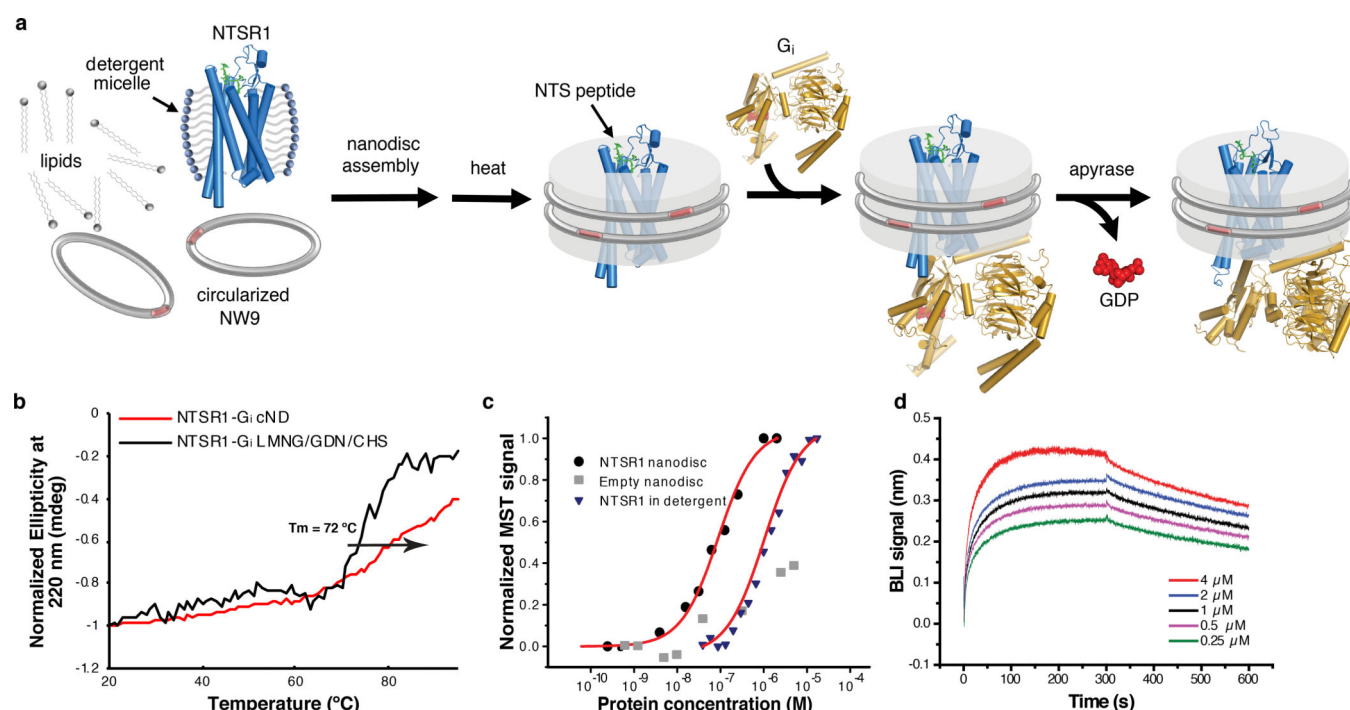 a
NTSR1
detergent
micelle
lipids
circularized
NW9
nanodisc
assembly
heat
NTS peptide
Gi
apyrase
GDP
b
NTSR1-Gi cND
NTSR1-Gi LMNG/GDN/CHS
Tm = 72 ºC
0
-0.2
-0.4
-0.6
-0.8
-1
-1.2
20
40
60
80
Normalized Ellipticity at
220 nm (mdeg)
Temperature (ºC)
c
NTSR1 nanodisc
Empty nanodisc
NTSR1 in detergent
1.0
0.8
0.6
0.4
0.2
0.0
10-10 10-9 10-8 10-7 10-6 10-5 10-4
Normalized MST signal
Protein concentration (M)
d
0.5
0.4
0.3
0.2
0.1
0.0
-0.1
0 100 200 300 400 500 600
4 µM
2 µM
1 µM
0.5 µM
0.25 µM
BLI signal (nm)
Time (s)